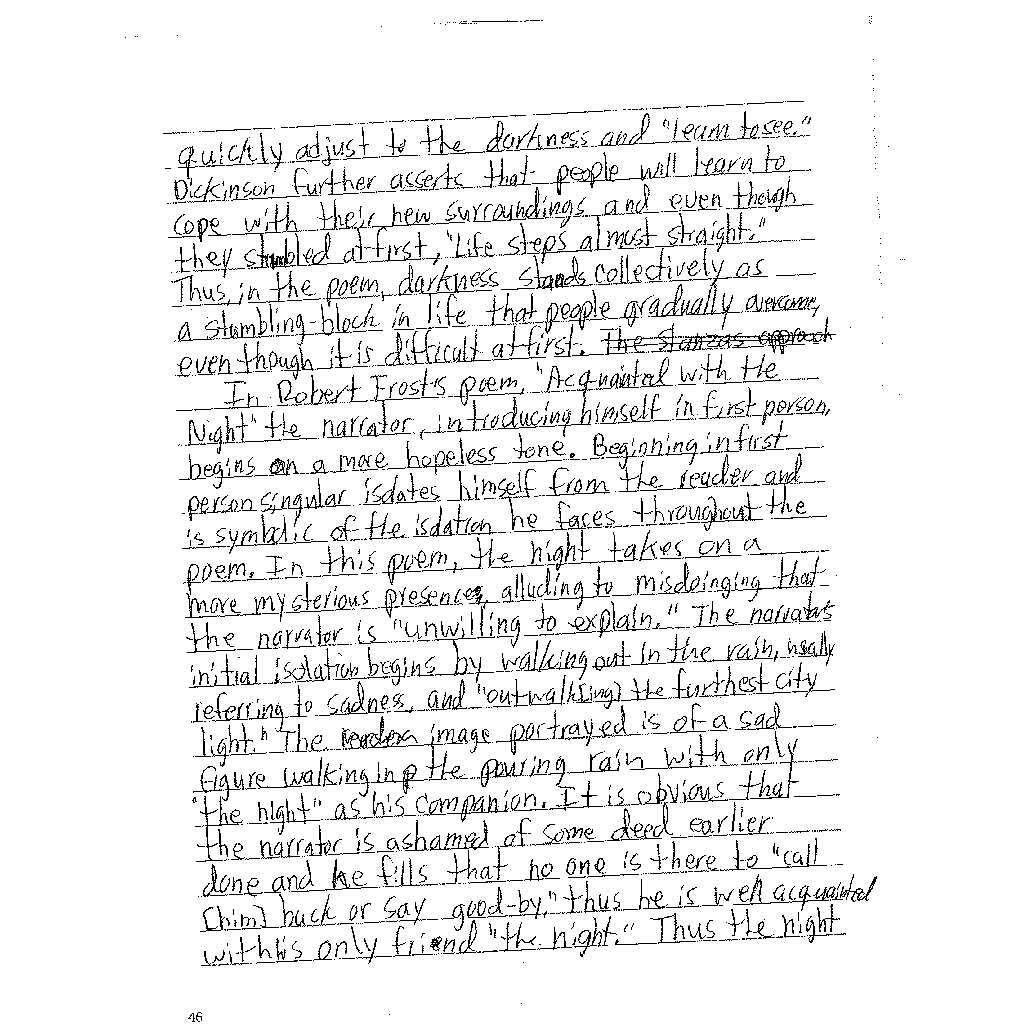 quickly adjust to the darkness and "learn to see."
Dickinson further asserts that people will learn to
cope with their new surroundings and even though
they stumbled at first, "Life steps almost straight."
Thus, in the poem, darkness stands collectively as
a stumbling-block in life that people gradually overcome,
even though it is difficult at first. The stanzas approach
In Robert Frost's poem, "Acquainted with the
Night" the narrator, introducing himself in first person,
begins on a more hopeless tone. Beginning in first
person singular isolates himself from the reader and
is symbolic of the isolation he faces throughout the
poem. In this poem, the night takes on a
more mysterious presence, alluding to misdoinging that
the narrator is "unwilling to explain." The narrator's
initial isolation begins by walking out in the rain, usually
referring to sadness, and "outwalk[ing] the furthest city
light." The image portrayed is of a sad
figure walking in the pouring rain with only
"the night" as his companion. It is obvious that
the narrator is ashamed of some deed earlier
done and he fills that no one is there to "call
[him] back or say good-by," thus he is well acquainted
with his only friend "the night." Thus the night
46